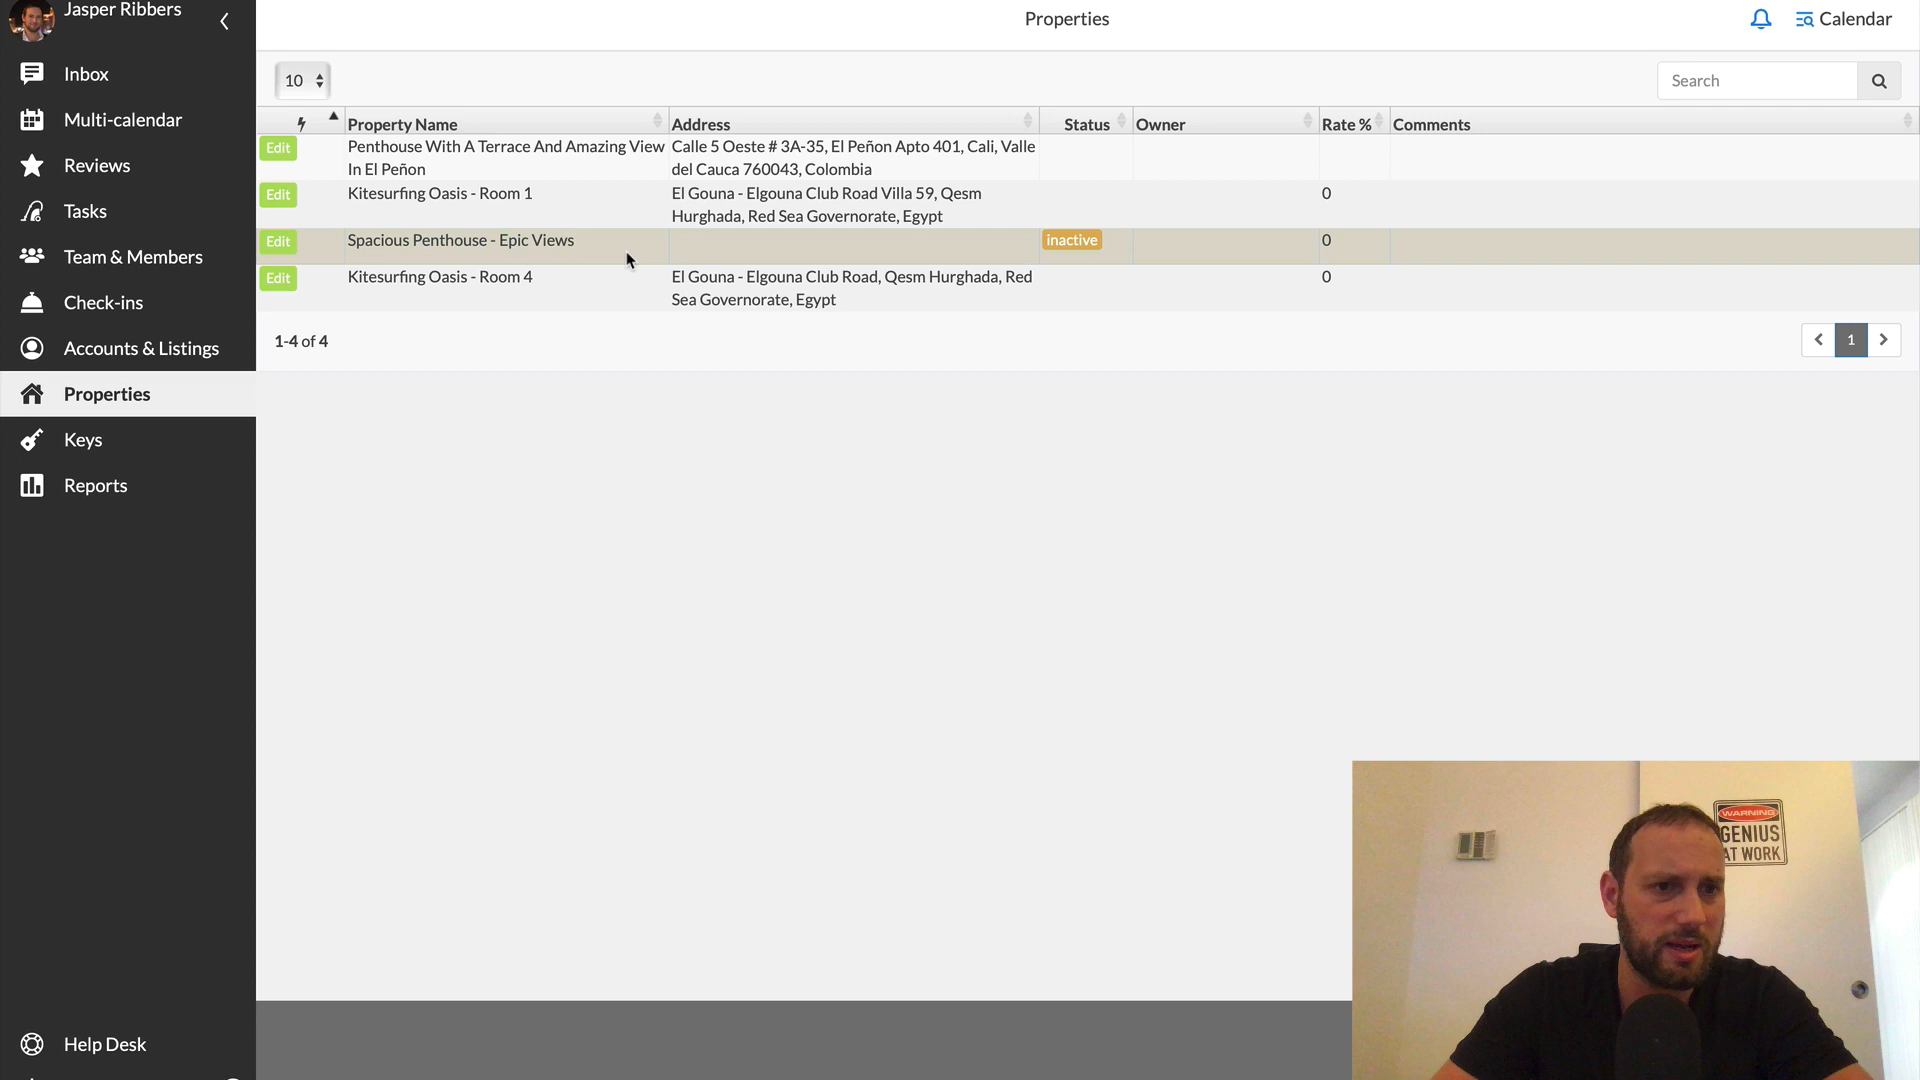 Jasper Ribbers
Inbox
Multi-calendar
Reviews
Tasks
Team & Members
Check-ins
Accounts & Listings
Properties
Keys
Reports
Help Desk
Properties
Calendar
10
Search
Property Name Address Status Owner Rate % Comments
Edit Penthouse With A Terrace And Amazing View Calle 5 Oeste # 3A-35, El Peñon Apto 401, Cali, Valle
In El Peñon del Cauca 760043, Colombia
Edit Kitesurfing Oasis - Room 1 El Gouna - Elgouna Club Road Villa 59, Qesm 0
Hurghada, Red Sea Governorate, Egypt
Edit Spacious Penthouse - Epic Views inactive 0
Edit Kitesurfing Oasis - Room 4 El Gouna - Elgouna Club Road, Qesm Hurghada, Red 0
Sea Governorate, Egypt
1-4 of 4
1
WARNING
GENIUS
AT WORK